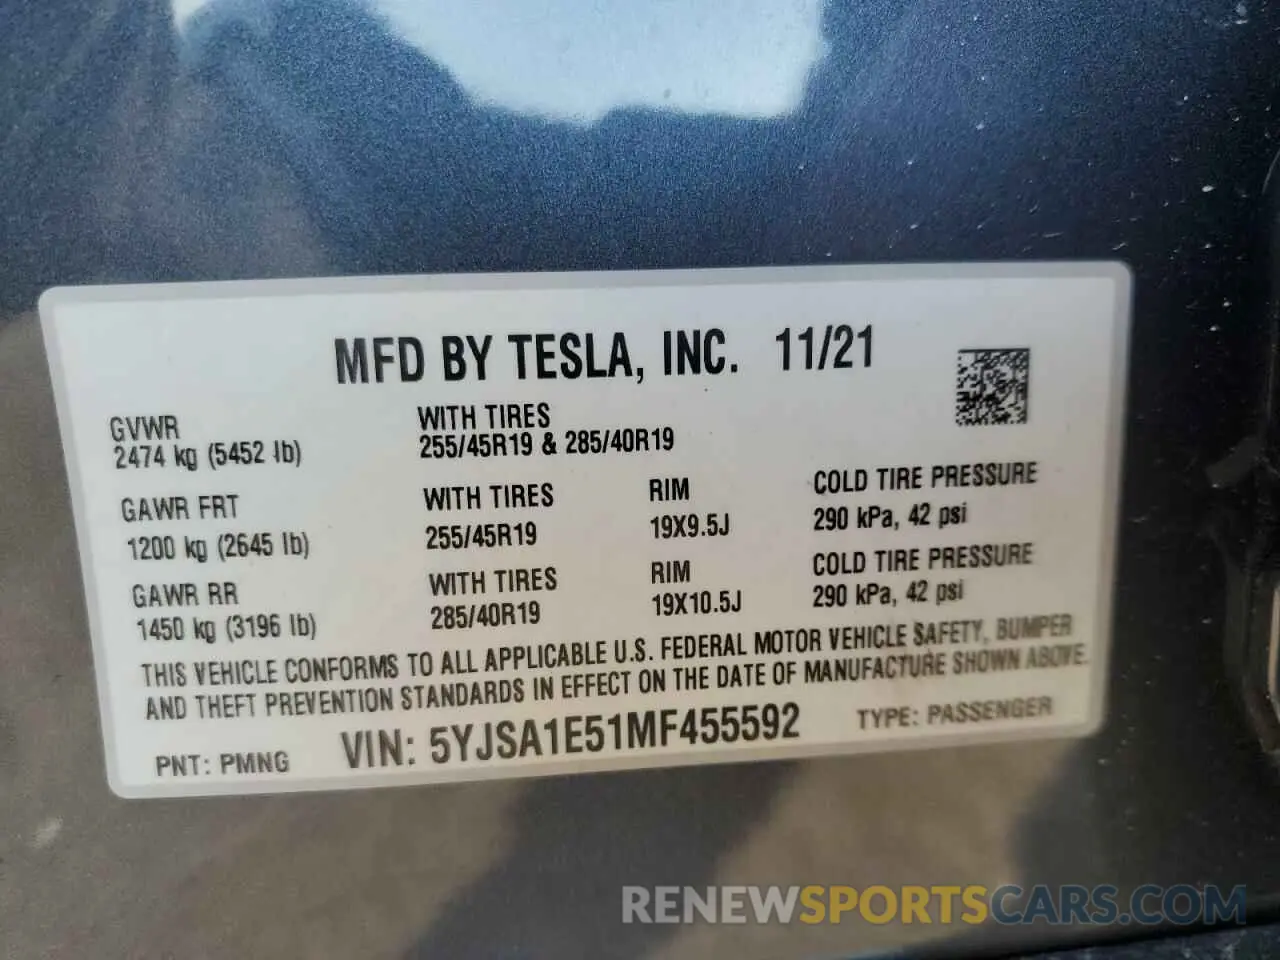 MFD BY TESLA, INC. 11/21
GVWR
2474 kg (5452 lb)
WITH TIRES
255/45R19 & 285/40R19
GAWR FRT
1200 kg (2645 lb)
WITH TIRES
255/45R19
RIM
19X9.5J
COLD TIRE PRESSURE
290 kPa, 42 psi
GAWR RR
1450 kg (3196 lb)
WITH TIRES
285/40R19
RIM
19X10.5J
COLD TIRE PRESSURE
290 kPa, 42 psi
THIS VEHICLE CONFORMS TO ALL APPLICABLE U.S. FEDERAL MOTOR VEHICLE SAFETY, BUMPER
AND THEFT PREVENTION STANDARDS IN EFFECT ON THE DATE OF MANUFACTURE SHOWN ABOVE.
PNT: PMNG VIN: 5YJSA1E51MF455592 TYPE: PASSENGER
RENEWSPORTSCARS.COM